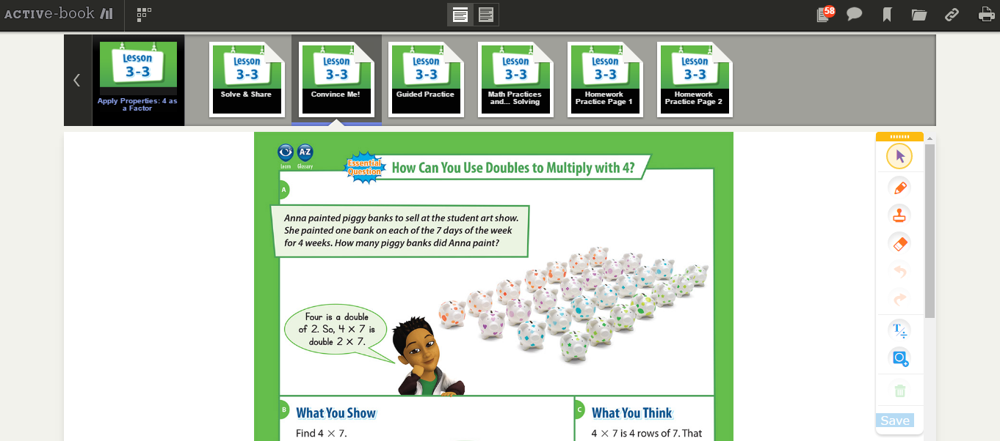 ACTIVe-book
58
Lesson
3-3
Apply Properties: 4 as
a Factor
Lesson
3-3
Solve & Share
Lesson
3-3
Convince Me!
Lesson
3-3
Guided Practice
Lesson
3-3
Math Practices
and... Solving
Lesson
3-3
Homework
Practice Page 1
Lesson
3-3
Homework
Practice Page 2
Learn
A-Z
Glossary
Essential
Question
How Can You Use Doubles to Multiply with 4?
A
Anna painted piggy banks to sell at the student art show.
She painted one bank on each of the 7 days of the week
for 4 weeks. How many piggy banks did Anna paint?
Four is a double
of 2. So, 4 × 7 is
double 2 × 7.
B
What You Show
Find 4 × 7.
C
What You Think
4 × 7 is 4 rows of 7. That
T
Save